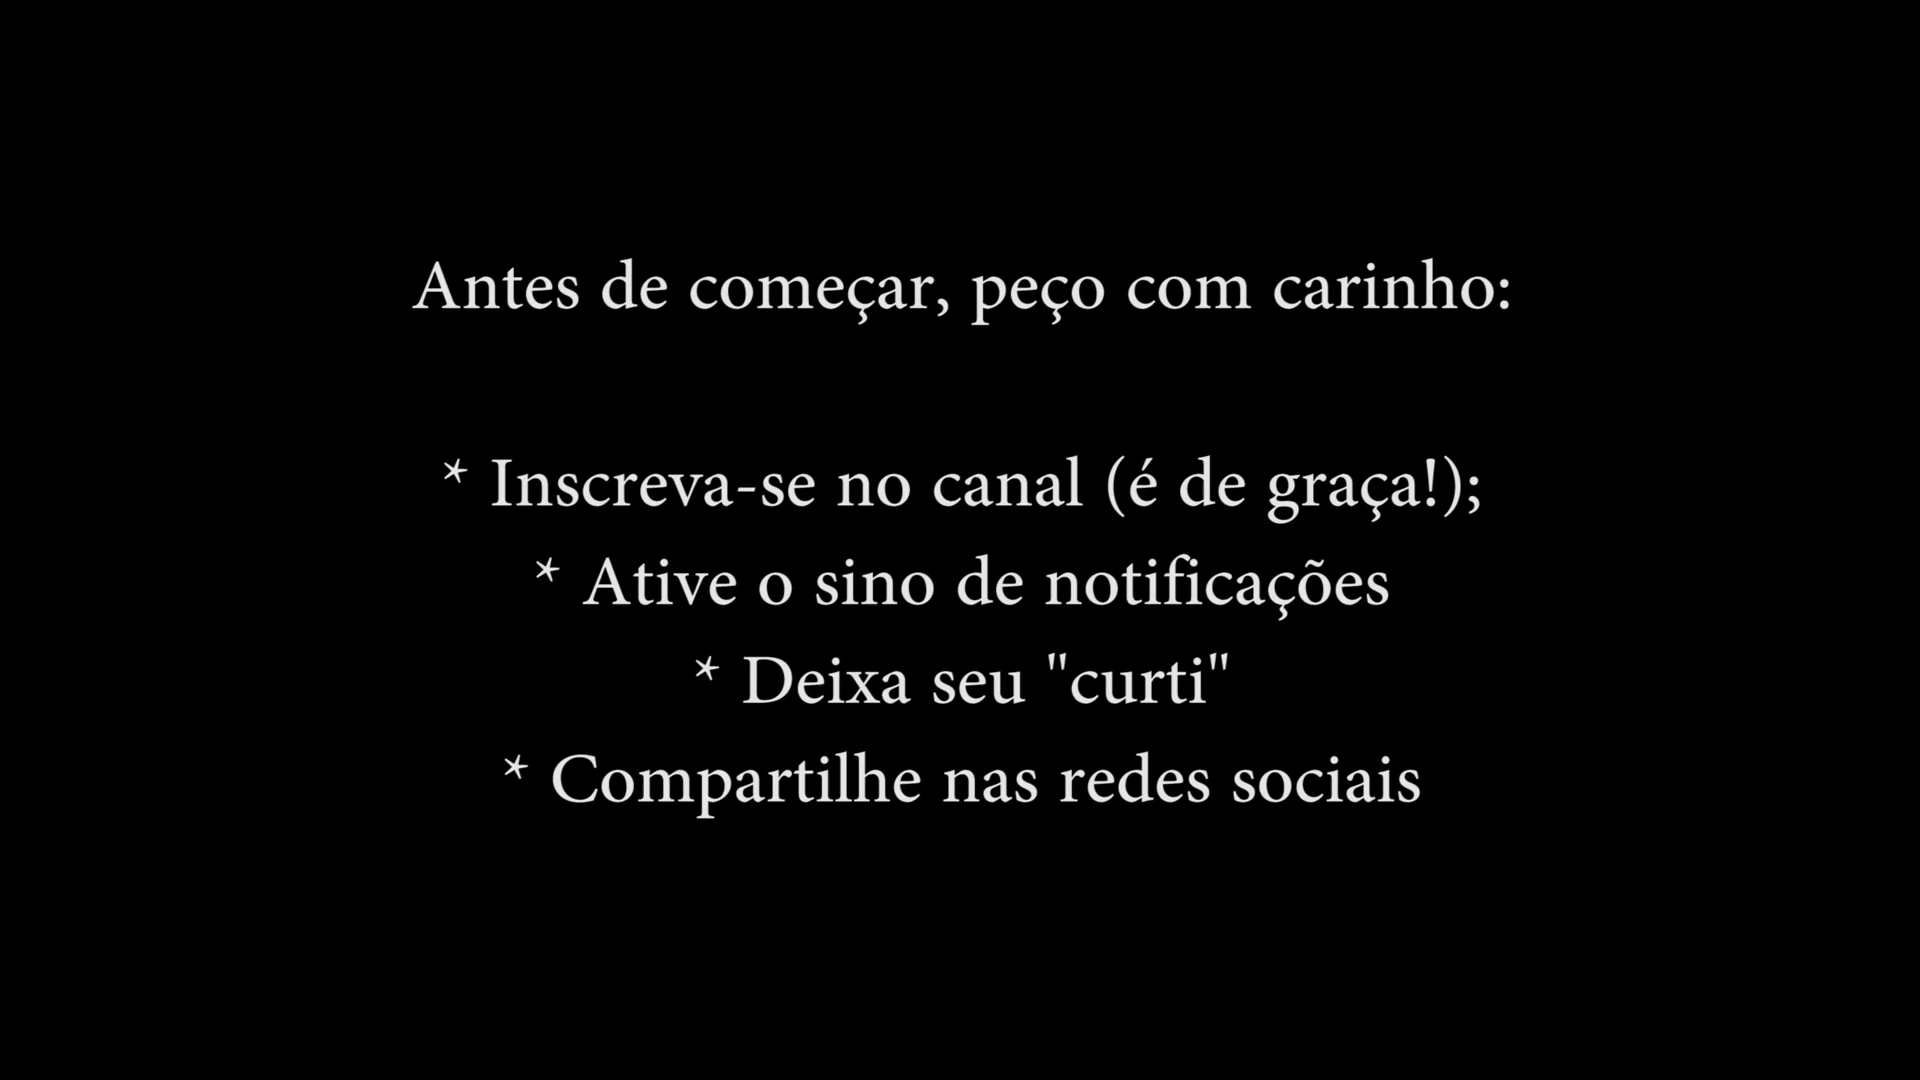 Antes de começar, peço com carinho:
* Inscreva-se no canal (é de graça!);
* Ative o sino de notificações
* Deixa seu "curti"
* Compartilhe nas redes sociais